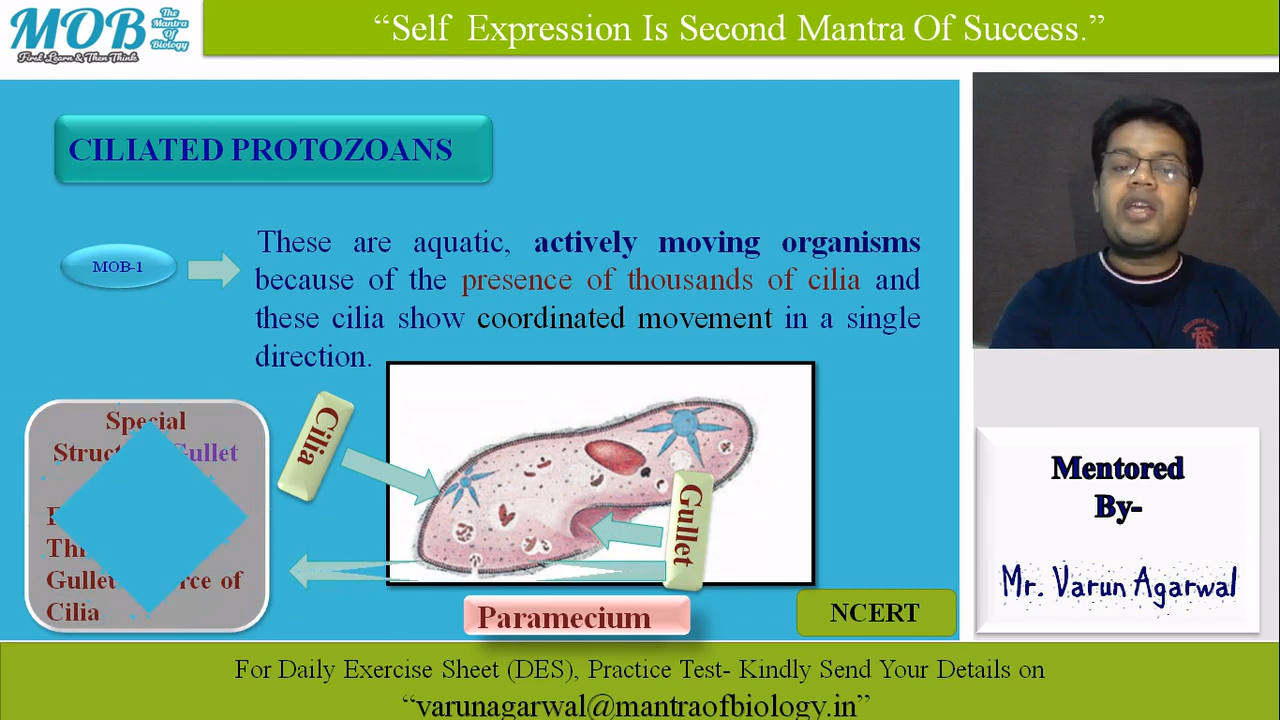 MOB
The
Mantra
Of
Biology
First Learn & Then Think
“Self Expression Is Second Mantra Of Success.”
CILIATED PROTOZOANS
MOB-1
These are aquatic, actively moving organisms
because of the presence of thousands of cilia and
these cilia show coordinated movement in a single
direction.
Special
Gullet
Gullet
of
Cilia
Cilia
Gullet
Paramecium
NCERT
Mentored
By-
Mr. Varun Agarwal
For Daily Exercise Sheet (DES), Practice Test- Kindly Send Your Details on
“varunagarwal@mantraofbiology.in”